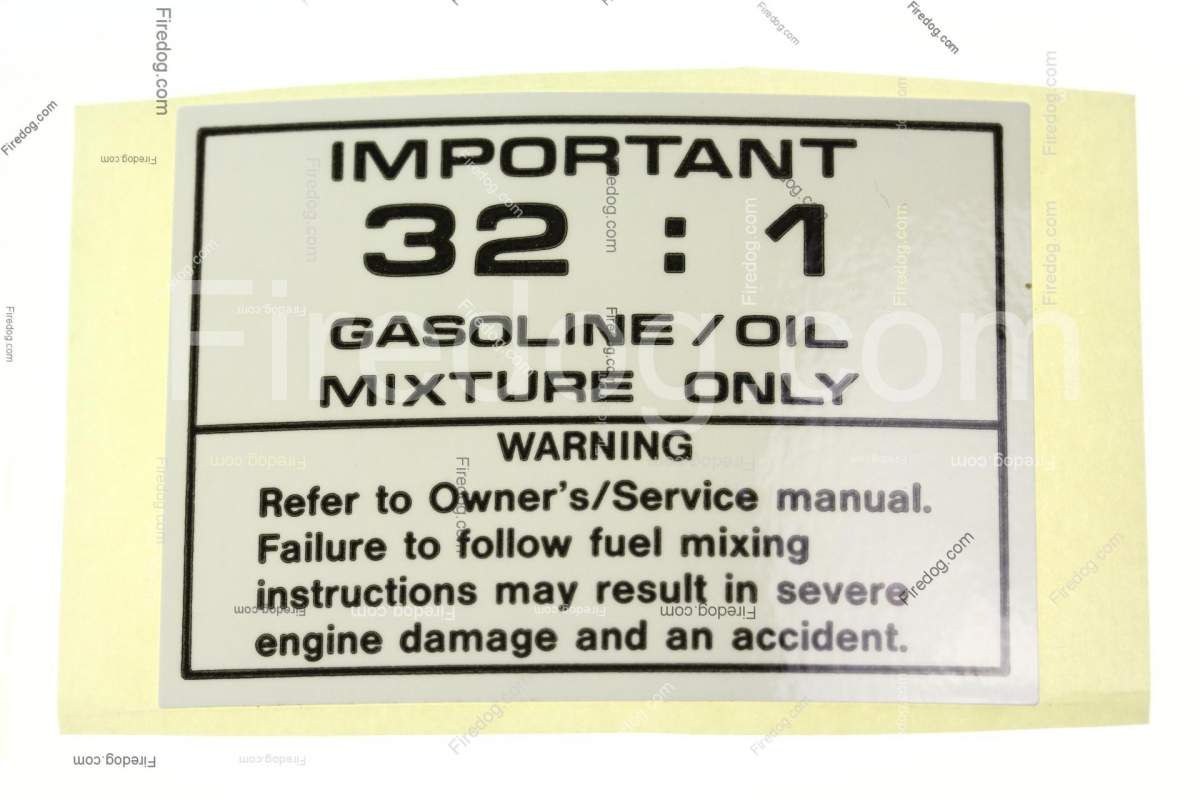 IMPORTANT
32 : 1
GASOLINE / OIL
MIXTURE ONLY
WARNING
Refer to Owner's/Service manual.
Failure to follow fuel mixing
instructions may result in severe
engine damage and an accident.
Firedog.com